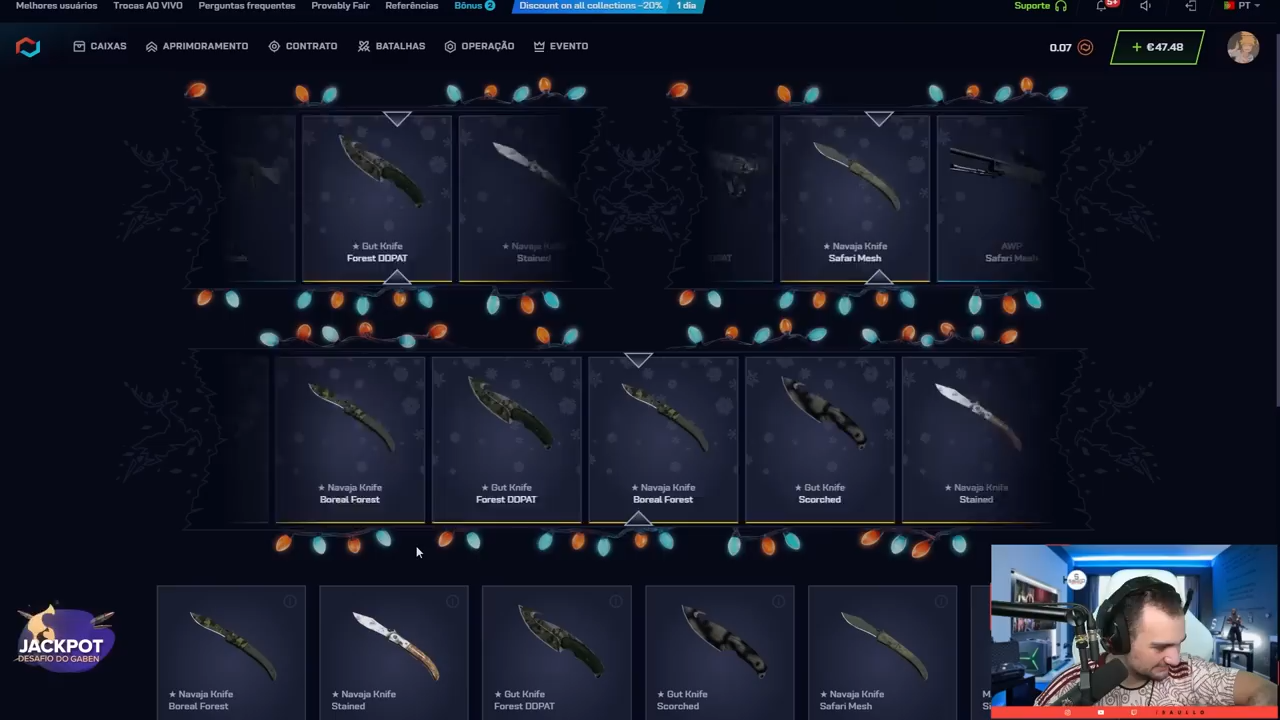 Melhores usuários Trocas AO VIVO Perguntas frequentes Provably Fair Referências Bônus 2 Discount on all collections -20% 1 dia Suporte 5+ PT
CAIXAS APRIMORAMENTO CONTRATO BATALHAS OPERAÇÃO EVENTO 0.07 + €47.48
★ Gut Knife
Forest DDPAT
★ Navaja Knife
Stained
★ Navaja Knife
Safari Mesh
AWP
Safari Mesh
★ Navaja Knife
Boreal Forest
★ Gut Knife
Forest DDPAT
★ Navaja Knife
Boreal Forest
★ Gut Knife
Scorched
★ Navaja Knife
Stained
JACKPOT
DESAFIO DO GABEN
★ Navaja Knife
Boreal Forest
★ Navaja Knife
Stained
★ Gut Knife
Forest DDPAT
★ Gut Knife
Scorched
★ Navaja Knife
Safari Mesh